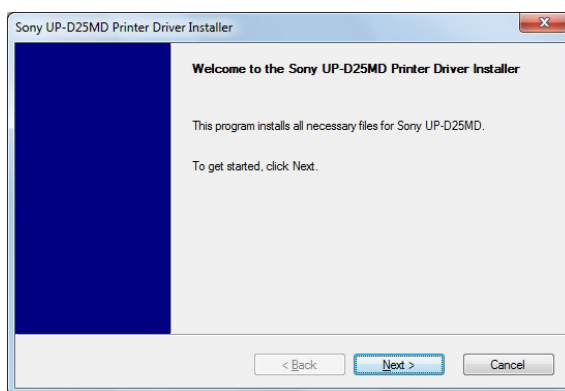 Sony UP-D25MD Printer Driver Installer
Welcome to the Sony UP-D25MD Printer Driver Installer
This program installs all necessary files for Sony UP-D25MD.
To get started, click Next.
< Back
Next >
Cancel